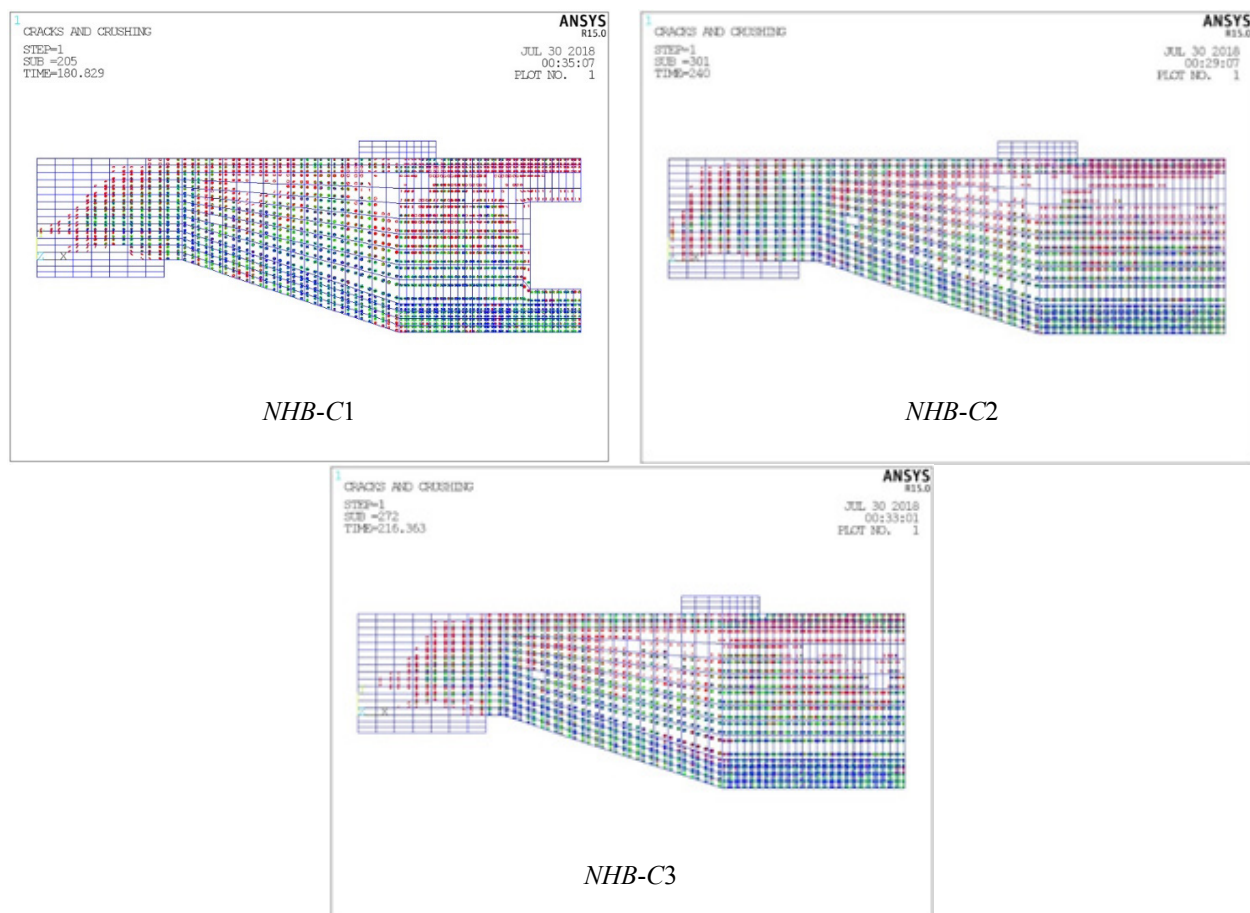 1
ANSYS
R15.0
CRACKS AND CRUSHING
STEP=1
SUB =205
TIME=180.829
JUL 30 2018
00:35:07
PLOT NO. 1
X
NHB-C1
1
ANSYS
R15.0
CRACKS AND CRUSHING
STEP=1
SUB =301
TIME=240
JUL 30 2018
00:29:07
PLOT NO. 1
X
NHB-C2
1
ANSYS
R15.0
CRACKS AND CRUSHING
STEP=1
SUB =272
TIME=216.363
JUL 30 2018
00:33:01
PLOT NO. 1
X
NHB-C3